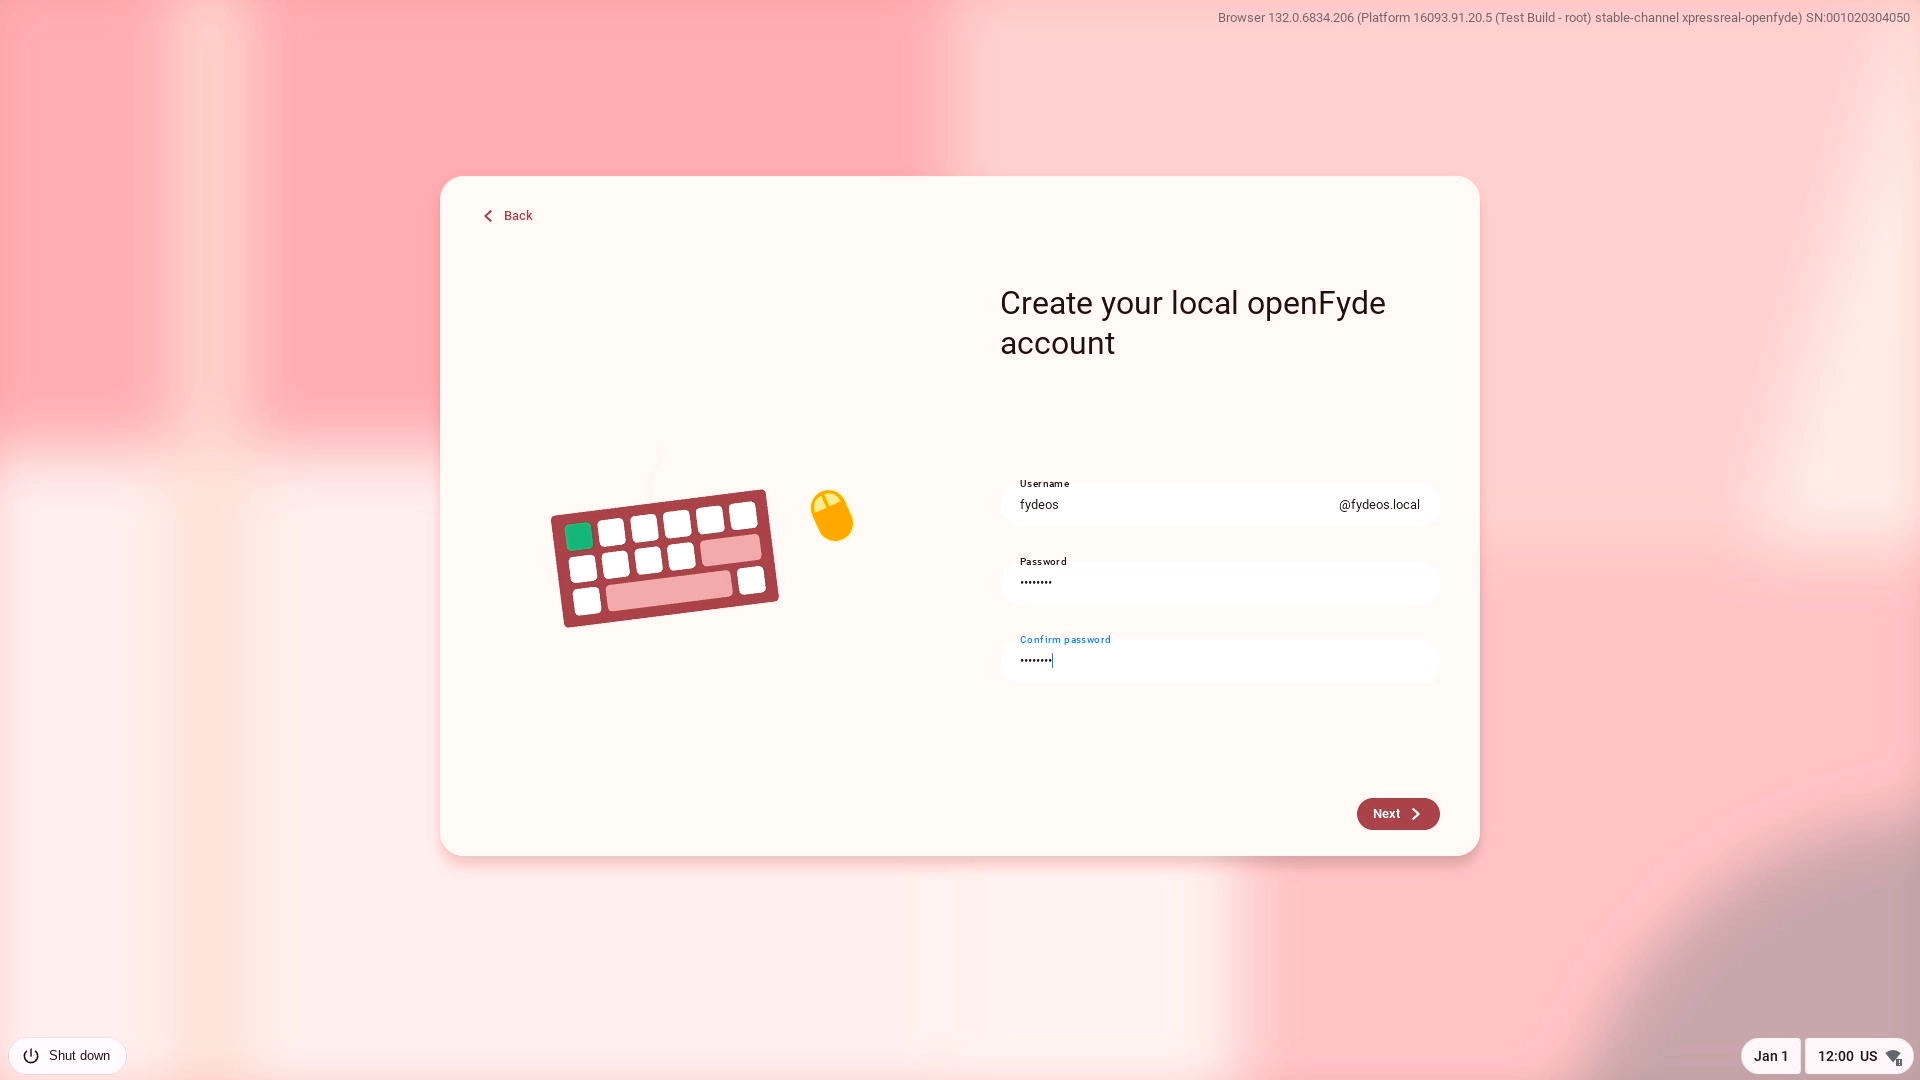 Browser 132.0.6834.206 (Platform 16093.91.20.5 (Test Build - root) stable-channel xpressreal-openfyde) SN:001020304050
Back
Create your local openFyde
account
Username
fydeos @fydeos.local
Password
••••••••
Confirm password
••••••••
Next
Shut down
Jan 1 12:00 US